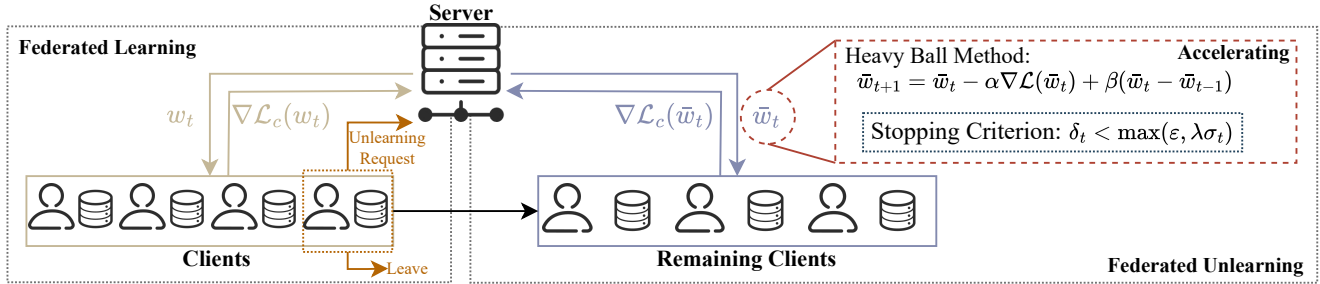 Server
Federated Learning
w_t
∇ℒ_c(w_t)
Unlearning
Request
Clients
Leave
∇ℒ_c(w̄_t)
w̄_t
Accelerating
Heavy Ball Method:
w̄_{t+1} = w̄_t − α∇ℒ(w̄_t) + β(w̄_t − w̄_{t−1})
Stopping Criterion: δ_t < max(ε, λσ_t)
Remaining Clients
Federated Unlearning